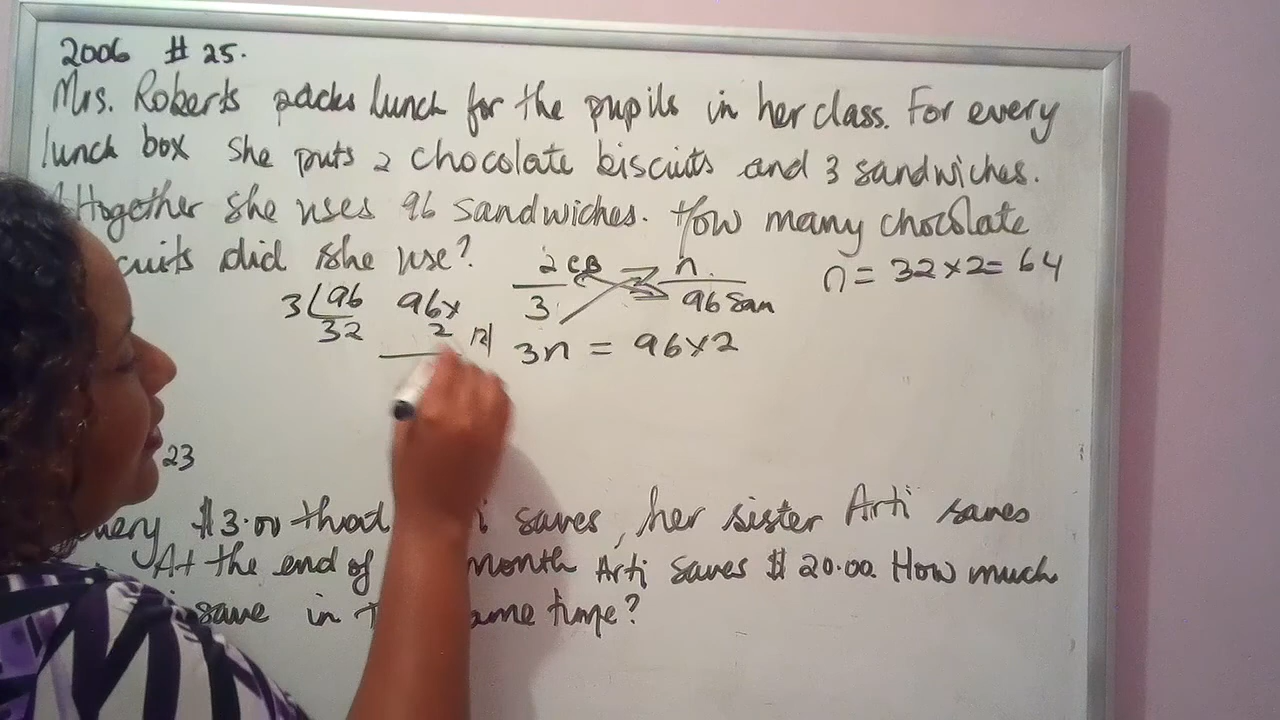 2006 # 25.
Mrs. Roberts packs lunch for the pupils in her class. For every
lunch box she puts 2 chocolate biscuits and 3 sandwiches.
Altogether she uses 96 sandwiches. How many chocolate
cuits did she use?
2CB n. n = 32×2 = 64
3 96 San
3 96 96×
32 2
3n = 96×2
23
every $3.00 that i saves, her sister Arti saves
At the end of month Arti saves $20.00. How much
save in ame time?